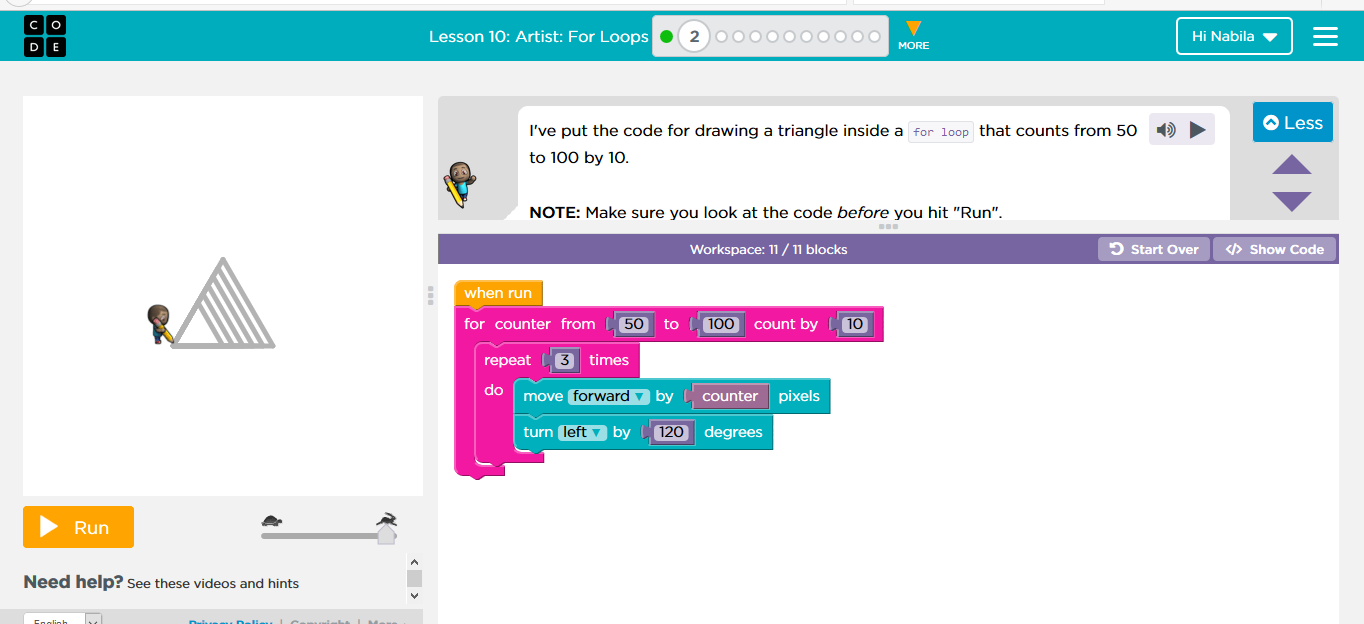 C O
D E
Lesson 10: Artist: For Loops
2
MORE
Hi Nabila
I've put the code for drawing a triangle inside a for loop that counts from 50
to 100 by 10.
NOTE: Make sure you look at the code before you hit "Run".
Less
Workspace: 11 / 11 blocks
Start Over
</> Show Code
when run
for counter from 50 to 100 count by 10
repeat 3 times
do
move forward by counter pixels
turn left by 120 degrees
Run
Need help? See these videos and hints
English
Privacy Policy | Copyright | More